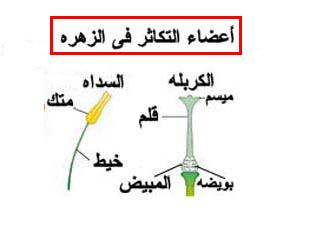 أعضاء التكاثر فى الزهره
الكربله
السداه
ميسم
متك
قلم
خيط
بويضه
المبيض